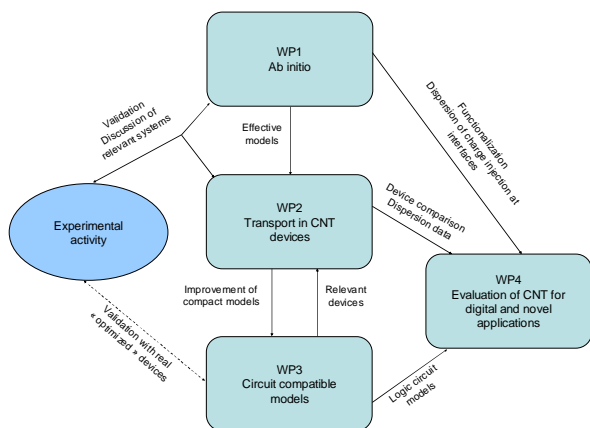 WP1
Ab initio
Validation
Discussion of
relevant systems
Effective
models
Functionalization
Dispersion of charge injection at
interfaces
Experimental
activity
WP2
Transport in CNT
devices
Device comparison
Dispersion data
WP4
Evaluation of CNT for
digital and novel
applications
Improvement of
compact models
Relevant
devices
Validation with real
« optimized » devices
WP3
Circuit compatible
models
Logic circuit
models